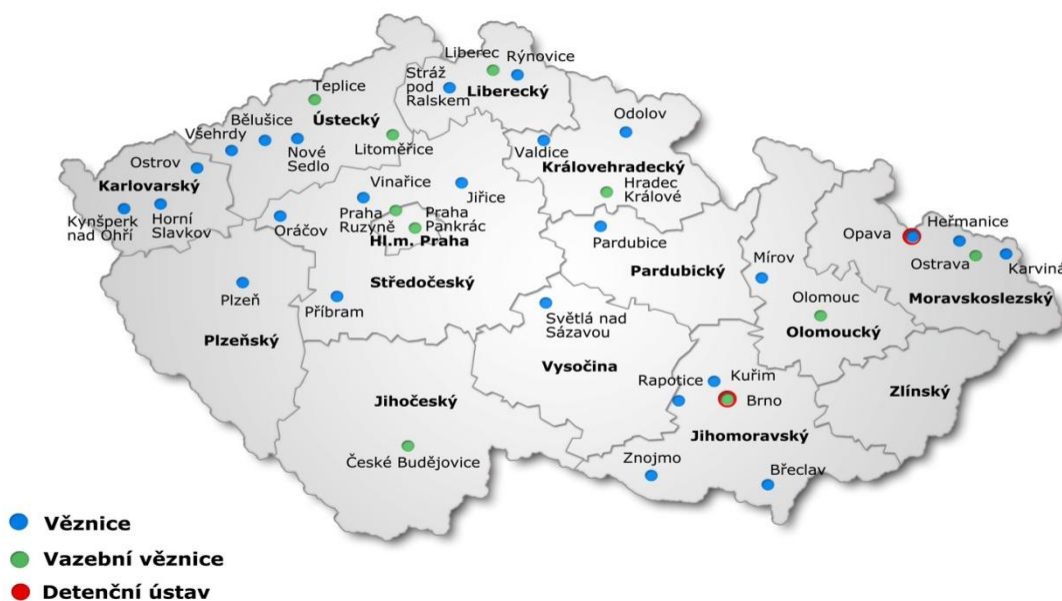 Liberec
Rýnovice
Stráž
pod
Ralskem
Liberecký
Teplice
Ústecký
Bělušice
Všehrdy
Nové
Sedlo
Litoměřice
Odolov
Valdice
Královehradecký
Hradec
Králové
Ostrov
Karlovarský
Kynšperk
nad Ohří
Horní
Slavkov
Vinařice
Jiřice
Oráčov
Praha
Ruzyně
Praha
Pankrác
Hl.m. Praha
Středočeský
Příbram
Plzeň
Plzeňský
Pardubice
Pardubický
Světlá nad
Sázavou
Vysočina
Mírov
Olomouc
Olomoucký
Opava
Heřmanice
Ostrava
Karviná
Moravskoslezský
Zlínský
Rapotice
Kuřim
Brno
Jihomoravský
Znojmo
Břeclav
Jihočeský
České Budějovice
Věznice
Vazební věznice
Detenční ústav